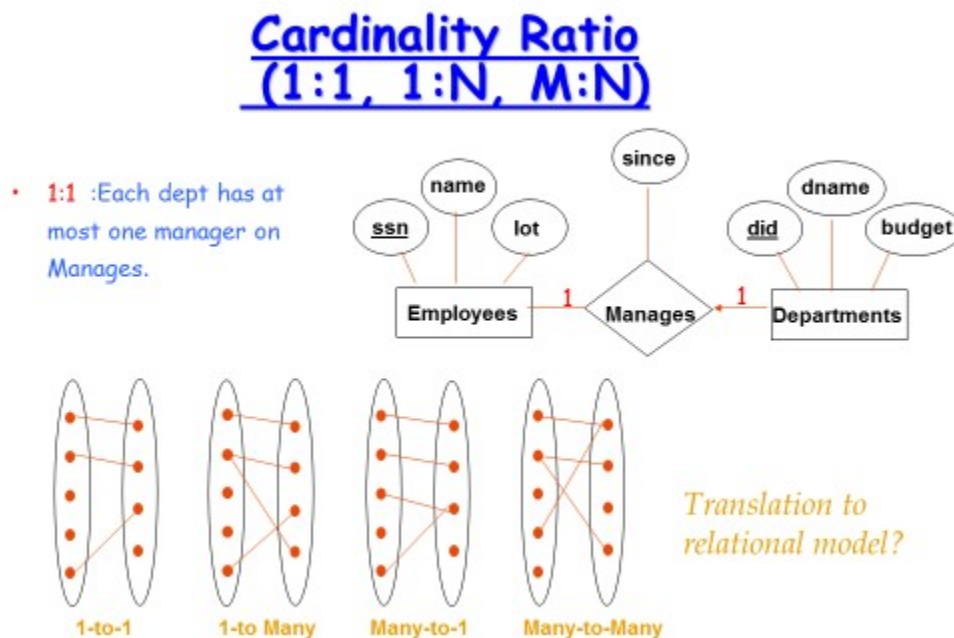 Cardinality Ratio
(1:1, 1:N, M:N)
• 1:1 :Each dept has at
most one manager on
Manages.
since
name
dname
ssn
lot
did
budget
Employees
1
Manages
1
Departments
Translation to
relational model?
1-to-1
1-to Many
Many-to-1
Many-to-Many